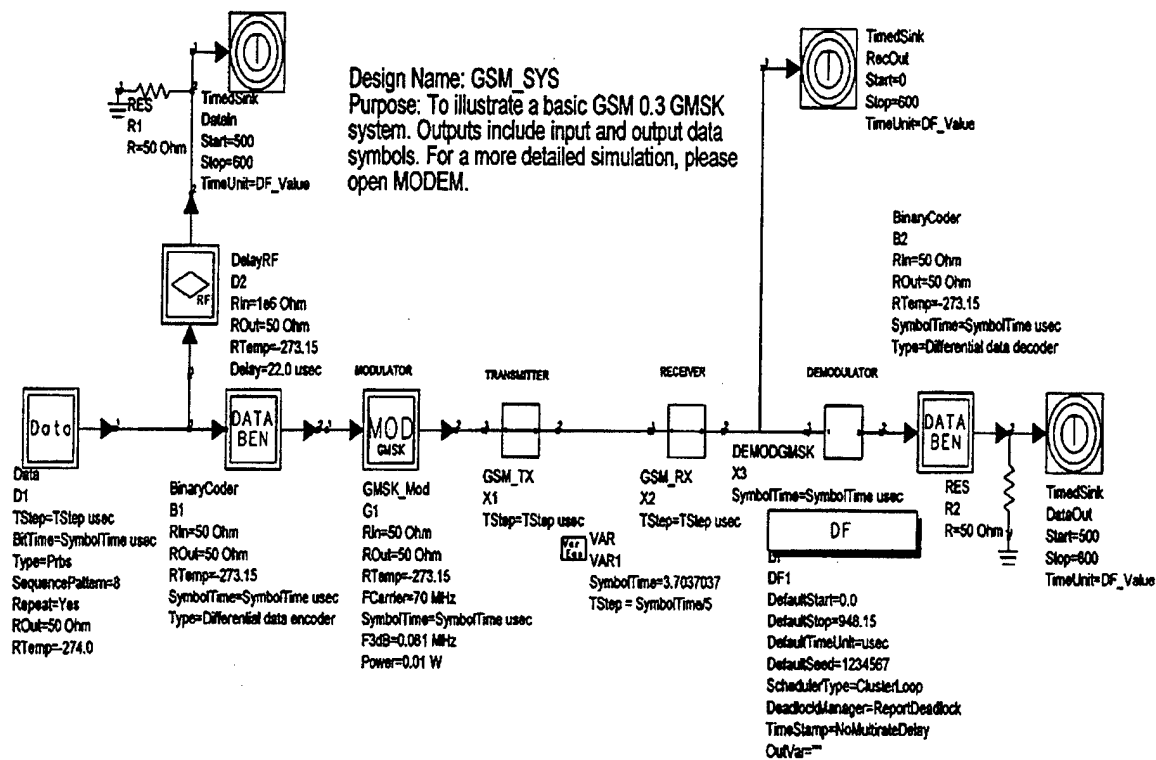 TimedSink
DataIn
Start=500
Stop=600
TimeUnit=DF_Value
RES
R1
R=50 Ohm
Design Name: GSM_SYS
Purpose: To illustrate a basic GSM 0.3 GMSK
system. Outputs include input and output data
symbols. For a more detailed simulation, please
open MODEM.
TimedSink
RecOut
Start=0
Stop=600
TimeUnit=DF_Value
RF
DelayRF
D2
Rin=1e6 Ohm
ROut=50 Ohm
RTemp=-273.15
Delay=22.0 usec
BinaryCoder
B2
RIn=50 Ohm
ROut=50 Ohm
RTemp=-273.15
SymbolTime=SymbolTime usec
Type=Differential data decoder
MODULATOR
TRANSMITTER
RECEIVER
DEMODULATOR
Data
DATA
BEN
MOD
GMSK
DATA
BEN
Data
D1
TStep=TStep usec
BitTime=SymbolTime usec
Type=Prbs
SequencePattern=8
Repeat=Yes
ROut=50 Ohm
RTemp=-274.0
BinaryCoder
B1
RIn=50 Ohm
ROut=50 Ohm
RTemp=-273.15
SymbolTime=SymbolTime usec
Type=Differential data encoder
GMSK_Mod
G1
Rin=50 Ohm
ROut=50 Ohm
RTemp=-273.15
FCarrier=70 MHz
SymbolTime=SymbolTime usec
F3dB=0.081 MHz
Power=0.01 W
GSM_TX
X1
TStep=TStep usec
GSM_RX
X2
TStep=TStep usec
DEMODGMSK
X3
SymbolTime=SymbolTime usec
Var
Eqn
VAR
VAR1
SymbolTime=3.7037037
TStep = SymbolTime/5
DF
DF1
DefaultStart=0.0
DefaultStop=948.15
DefaultTimeUnit=usec
DefaultSeed=1234567
SchedulerType=ClusterLoop
DeadlockManager=ReportDeadlock
TimeStamp=NoMultirateDelay
OutVar=""
RES
R2
R=50 Ohm
TimedSink
DataOut
Start=500
Stop=600
TimeUnit=DF_Value